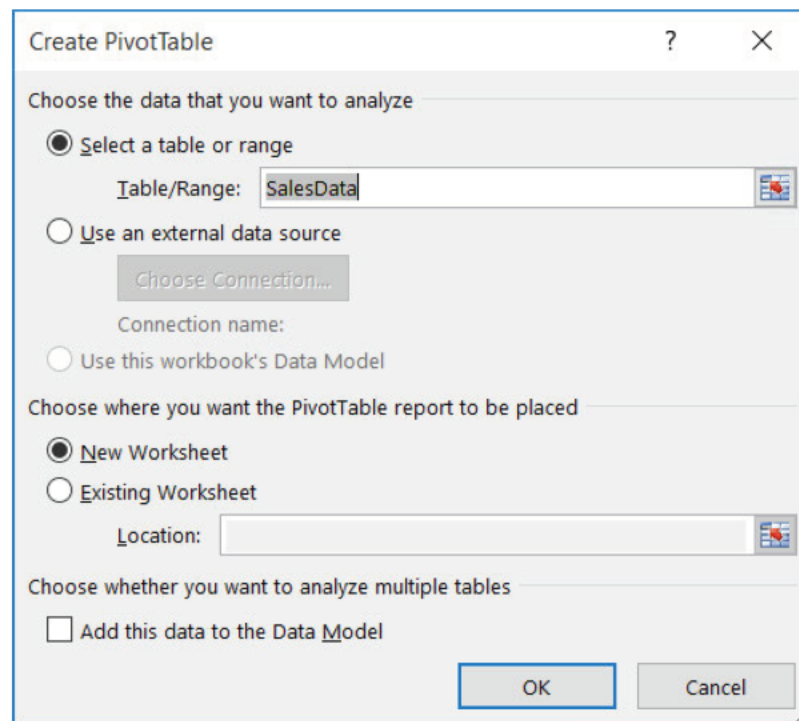 Create PivotTable ?
Choose the data that you want to analyze
Select a table or range
Table/Range: SalesData
Use an external data source
Choose Connection...
Connection name:
Use this workbook's Data Model
Choose where you want the PivotTable report to be placed
New Worksheet
Existing Worksheet
Location:
Choose whether you want to analyze multiple tables
Add this data to the Data Model
OK Cancel